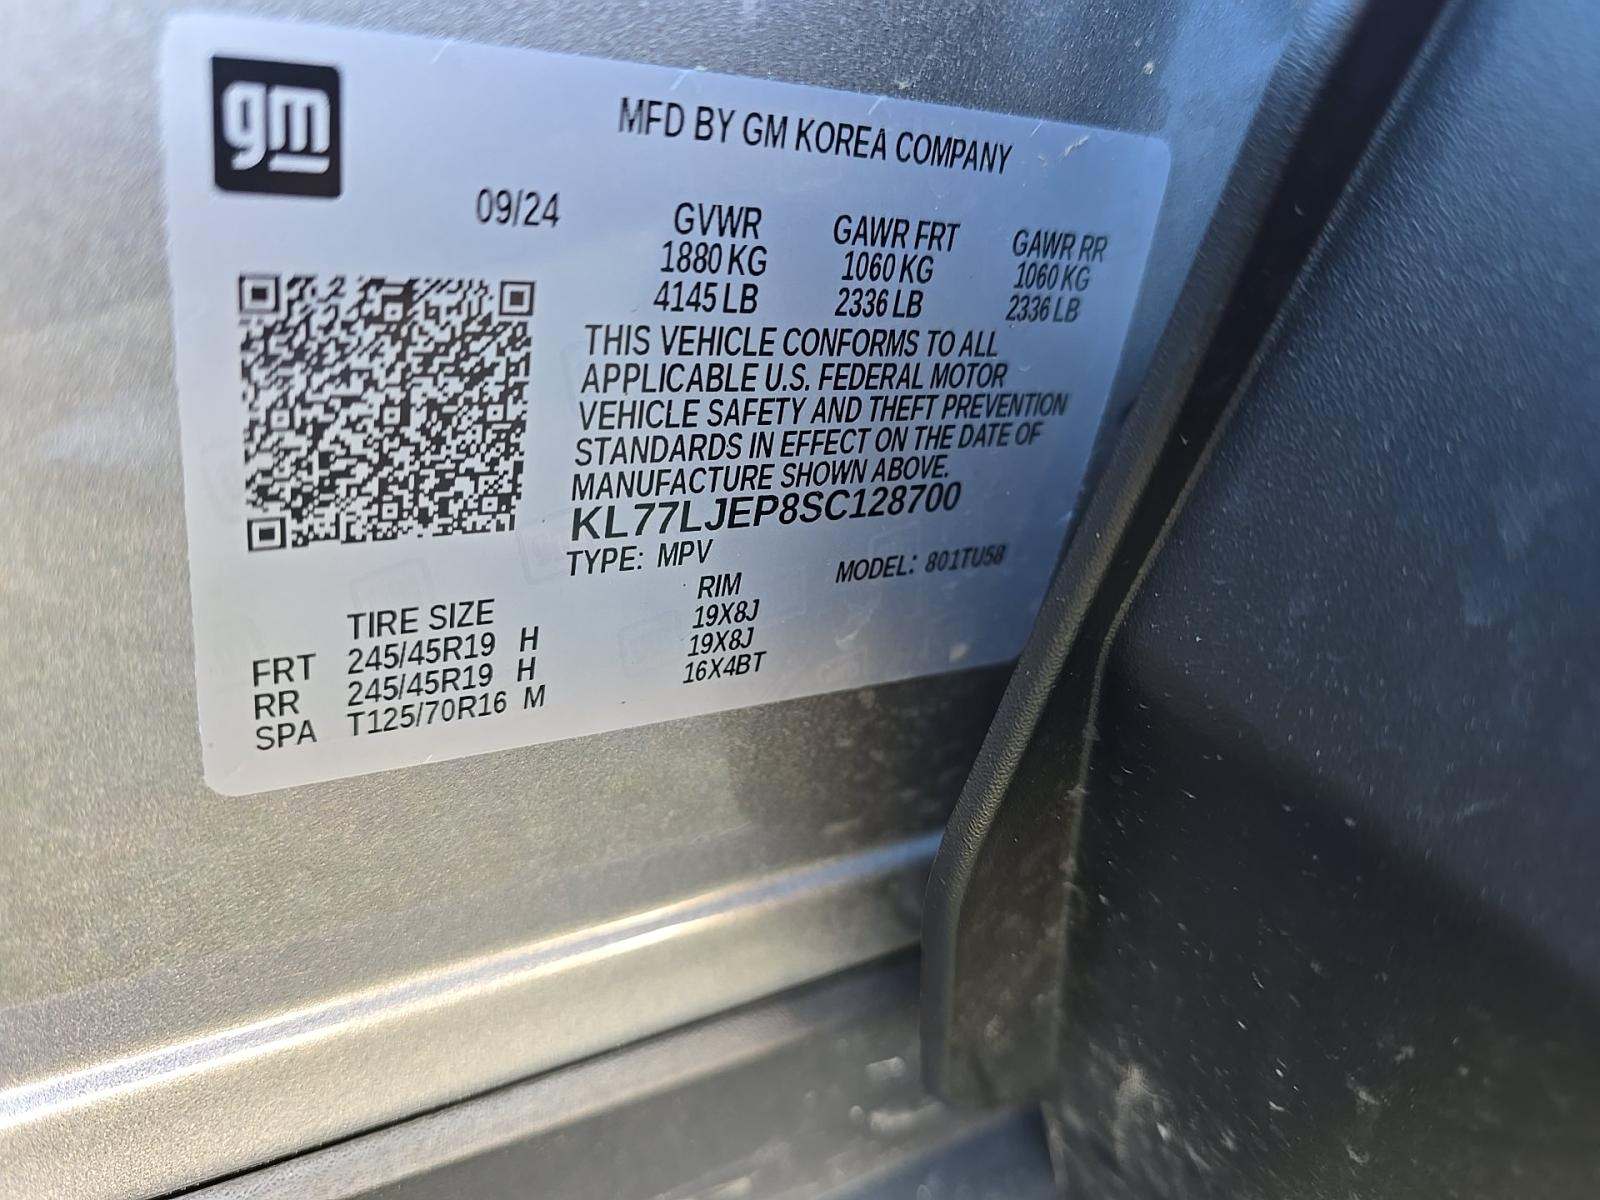 gm
MFD BY GM KOREA COMPANY
09/24
GVWR GAWR FRT GAWR RR
1880 KG 1060 KG 1060 KG
4145 LB 2336 LB 2336 LB
THIS VEHICLE CONFORMS TO ALL
APPLICABLE U.S. FEDERAL MOTOR
VEHICLE SAFETY AND THEFT PREVENTION
STANDARDS IN EFFECT ON THE DATE OF
MANUFACTURE SHOWN ABOVE.
KL77LJEP8SC128700
TYPE: MPV MODEL: 801TU58
TIRE SIZE RIM
FRT 245/45R19 H 19X8J
RR 245/45R19 H 19X8J
SPA T125/70R16 M 16X4BT